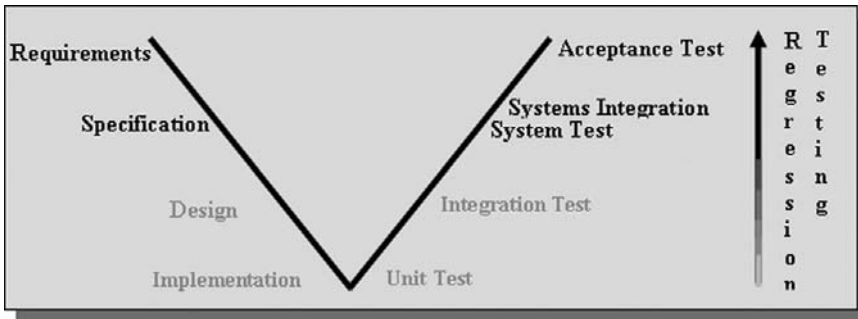 Requirements
Specification
Design
Implementation
Unit Test
Integration Test
System Test
Systems Integration
Acceptance Test
Regression
Testing